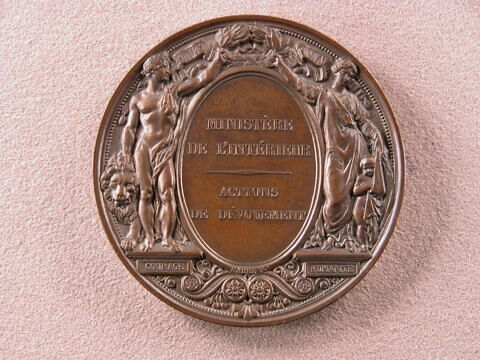 MINISTÈRE
DE L'INTÉRIEUR
ACTIONS
DE DÉVOUEMENT
COURAGE
HUMANITÉ